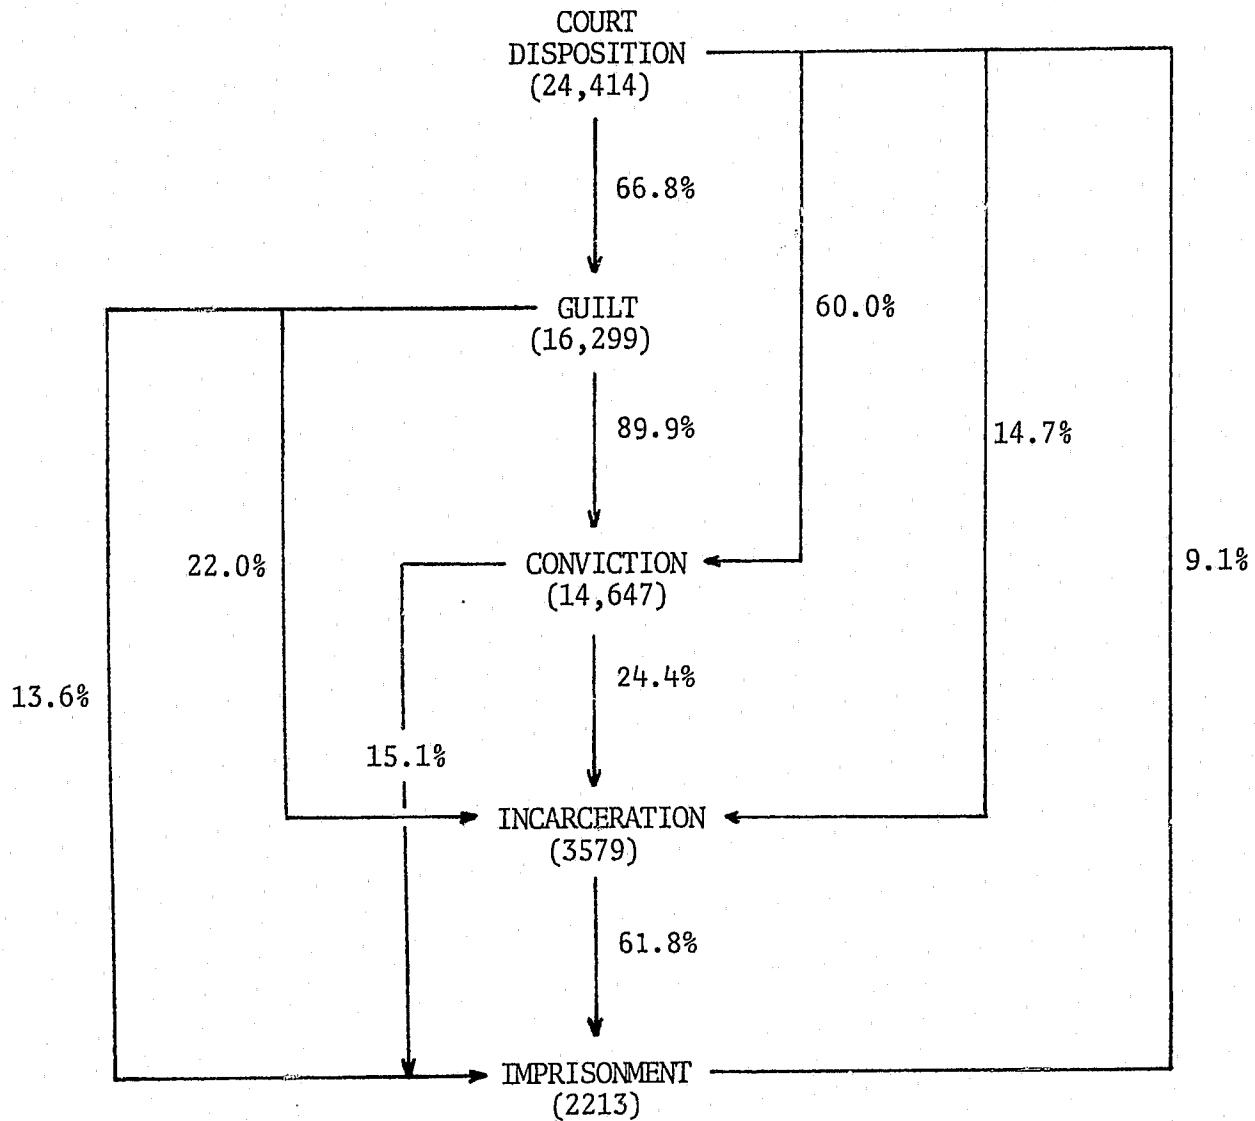 COURT
DISPOSITION
(24,414)
66.8%
GUILT
(16,299)
60.0%
89.9%
14.7%
22.0%
CONVICTION
(14,647)
9.1%
24.4%
13.6%
15.1%
INCARCERATION
(3579)
61.8%
IMPRISONMENT
(2213)